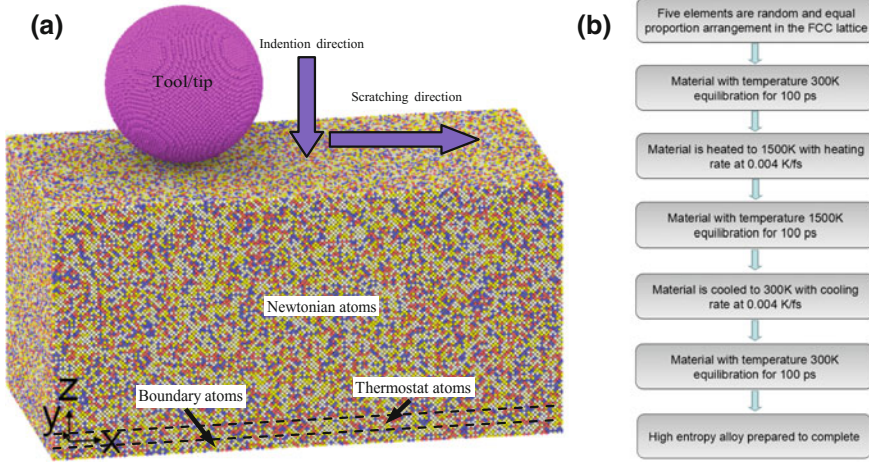 (a)
Tool/tip
Indention direction
Scratching direction
Newtonian atoms
Boundary atoms
Thermostat atoms
z
y
x
(b)
Five elements are random and equal
proportion arrangement in the FCC lattice
Material with temperature 300K
equilibration for 100 ps
Material is heated to 1500K with heating
rate at 0.004 K/fs
Material with temperature 1500K
equilibration for 100 ps
Material is cooled to 300K with cooling
rate at 0.004 K/fs
Material with temperature 300K
equilibration for 100 ps
High entropy alloy prepared to complete